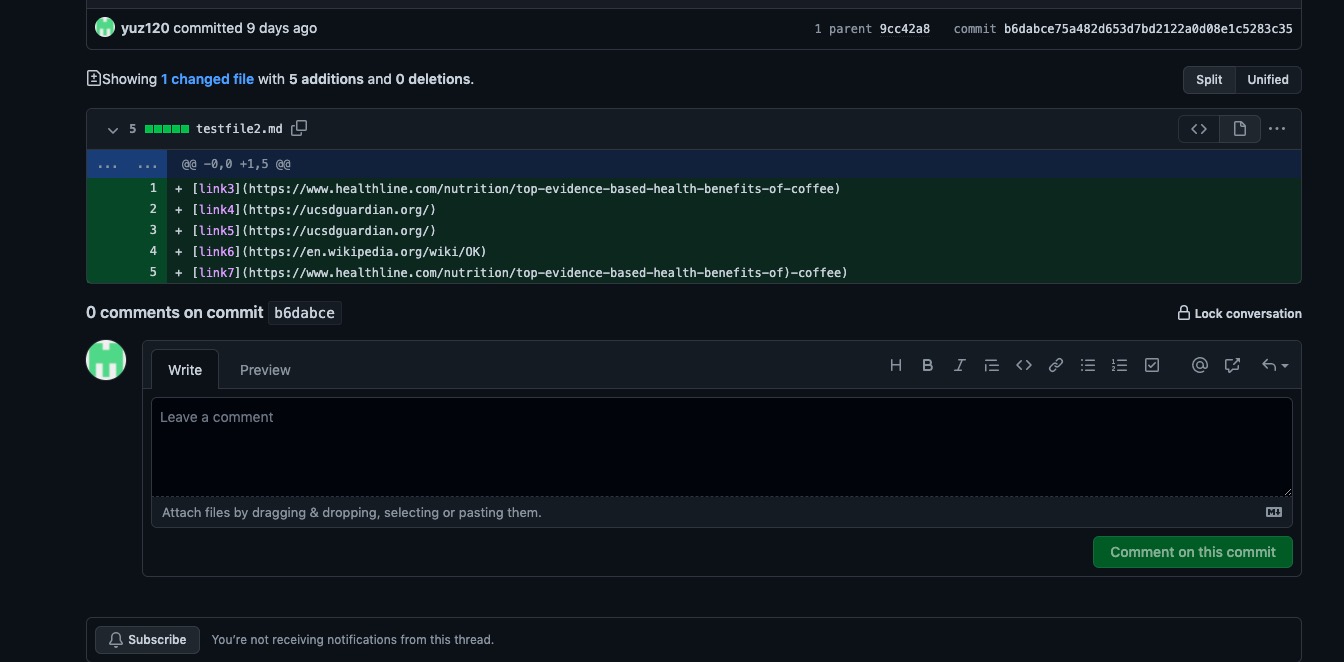 yuz120 committed 9 days ago 1 parent 9cc42a8 commit b6dabce75a482d653d7bd2122a0d08e1c5283c35
Showing 1 changed file with 5 additions and 0 deletions.
Split Unified
5 testfile2.md
... ... @@ -0,0 +1,5 @@
1 + [link3](https://www.healthline.com/nutrition/top-evidence-based-health-benefits-of-coffee)
2 + [link4](https://ucsdguardian.org/)
3 + [link5](https://ucsdguardian.org/)
4 + [link6](https://en.wikipedia.org/wiki/OK)
5 + [link7](https://www.healthline.com/nutrition/top-evidence-based-health-benefits-of)-coffee)
0 comments on commit b6dabce Lock conversation
Write Preview
Leave a comment
Attach files by dragging & dropping, selecting or pasting them.
Comment on this commit
Subscribe You're not receiving notifications from this thread.